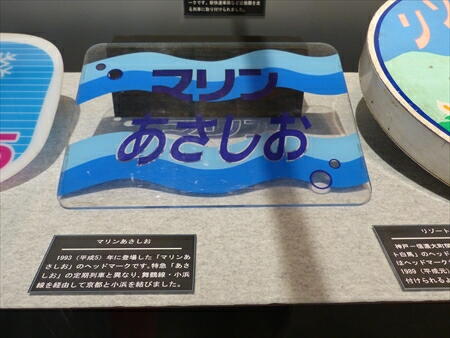 マリン
あさしお
マリンあさしお
1993（平成5）年に登場した「マリンあ
さしお」のヘッドマークです。特急「あさ
しお」の定期列車と異なり、舞鶴線・小浜
線を経由して京都と小浜を結びました。
リゾート
神戸～信濃大町間
ト白馬」のヘッド
はヘッドマーク
1989（平成元）
付けられるよ
リゾ